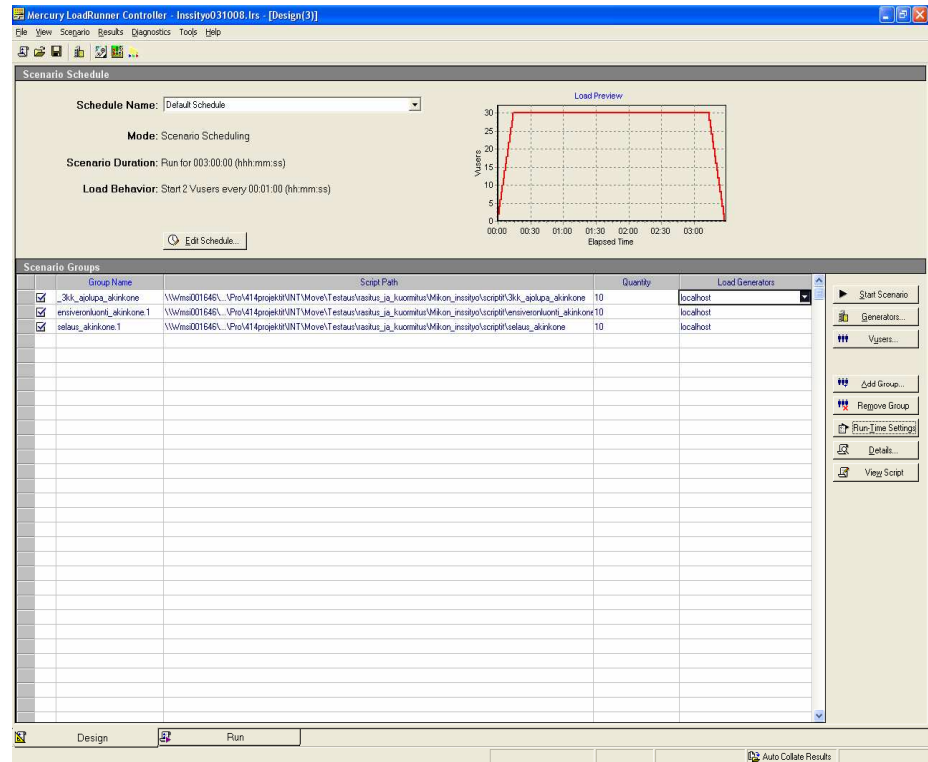 Mercury LoadRunner Controller - Inssityo031008.lrs - [Design(3)]
File View Scenario Results Diagnostics Tools Help
Scenario Schedule
Schedule Name: Default Schedule
Mode: Scenario Scheduling
Scenario Duration: Run for 003:00:00 (hhh:mm:ss)
Load Behavior: Start 2 Vusers every 00:01:00 (hh:mm:ss)
Edit Schedule...
Load Preview
30
25
20
15
10
5
0
Vusers
00:00 00:30 01:00 01:30 02:00 02:30 03:00
Elapsed Time
Scenario Groups
Group Name Script Path Quantity Load Generators
_3kk_ajolupa_akinkone \\Wmsi001646\...\Pro\414projektit\INT\Move\Testaus\rasitus_ja_kuormitus\Mikon_inssityo\scriptit\3kk_ajolupa_akinkone 10 localhost
ensiveronluonti_akinkone.1 \\Wmsi001646\...\Pro\414projektit\INT\Move\Testaus\rasitus_ja_kuormitus\Mikon_inssityo\scriptit\ensiveronluonti_akinkone 10 localhost
selaus_akinkone.1 \\Wmsi001646\...\Pro\414projektit\INT\Move\Testaus\rasitus_ja_kuormitus\Mikon_inssityo\scriptit\selaus_akinkone 10 localhost
Start Scenario
Generators...
Vusers...
Add Group...
Remove Group
Run-Time Settings
Details...
View Script
Design Run
Auto Collate Results